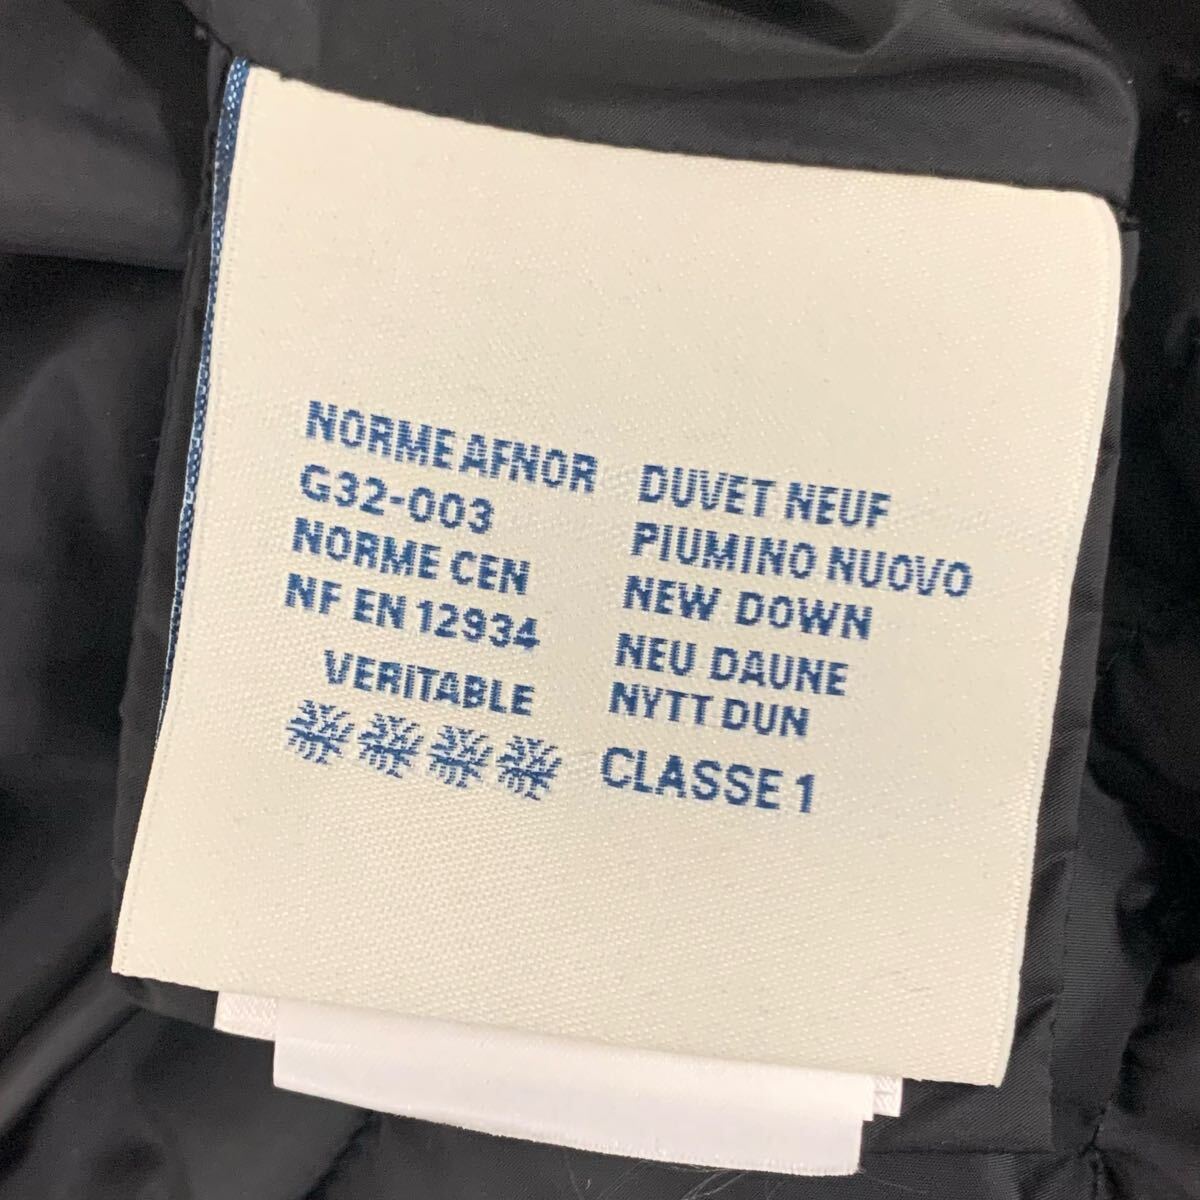 NORME AFNOR
G32-003
NORME CEN
NF EN 12934
VERITABLE
DUVET NEUF
PIUMINO NUOVO
NEW DOWN
NEU DAUNE
NYTT DUN
CLASSE 1